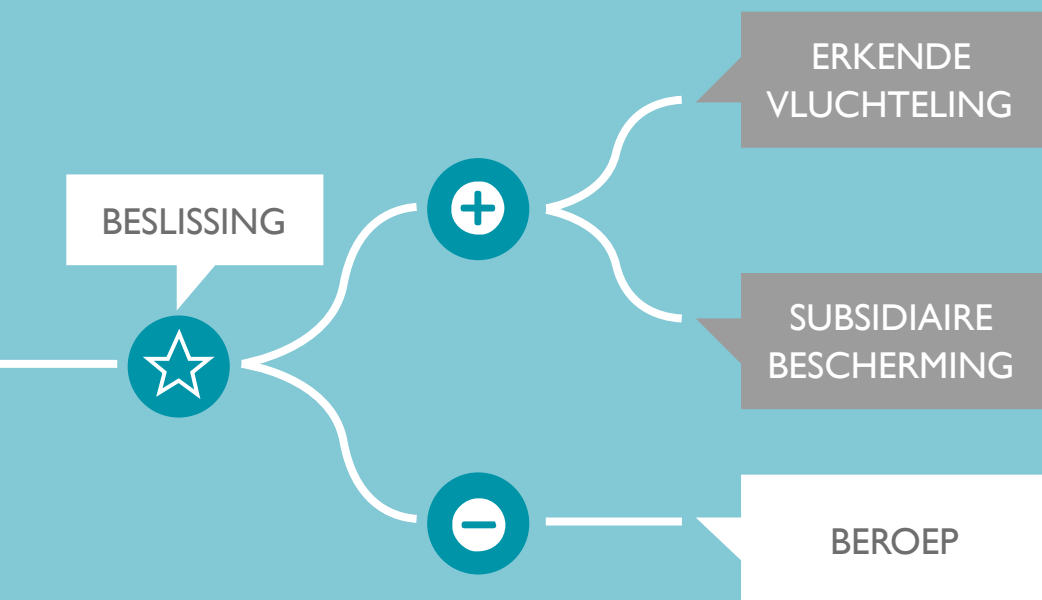 BESLISSING
ERKENDE
VLUCHTELING
SUBSIDIAIRE
BESCHERMING
BEROEP